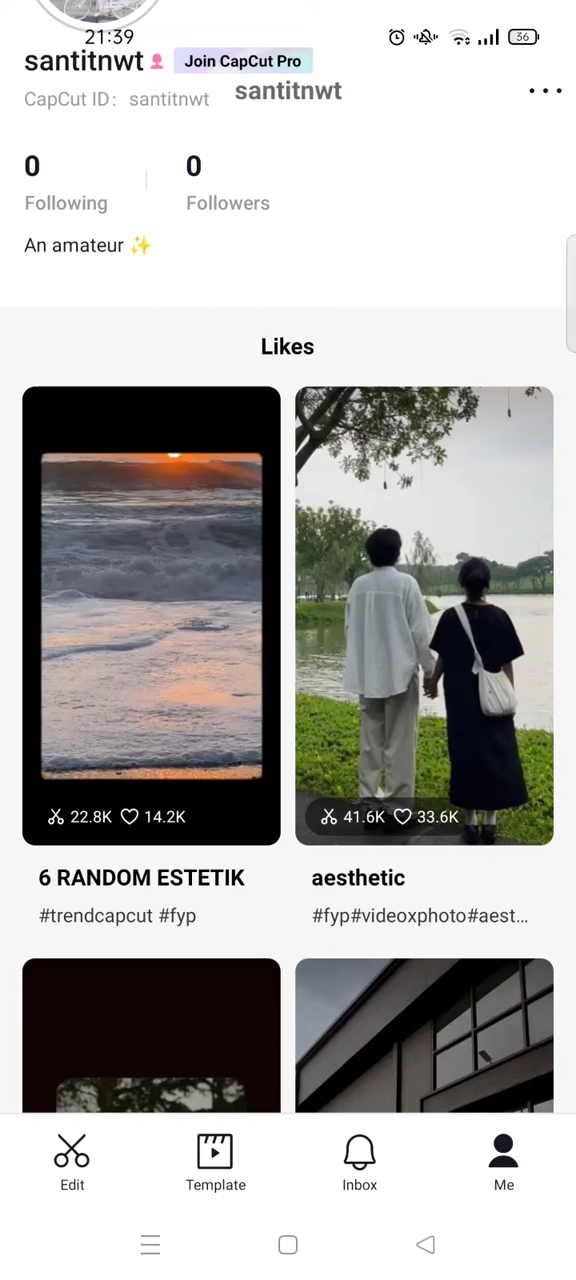 21:39
36
santitnwt
Join CapCut Pro
CapCut ID: santitnwt
santitnwt
0
Following
0
Followers
An amateur ✨
Likes
22.8K 14.2K
41.6K 33.6K
6 RANDOM ESTETIK
aesthetic
#trendcapcut #fyp
#fyp#videoxphoto#aest...
Edit
Template
Inbox
Me